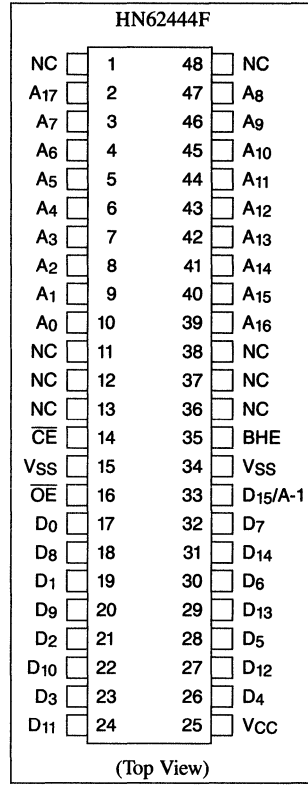 HN62444F
NC 1 48 NC
A17 2 47 A8
A7 3 46 A9
A6 4 45 A10
A5 5 44 A11
A4 6 43 A12
A3 7 42 A13
A2 8 41 A14
A1 9 40 A15
A0 10 39 A16
NC 11 38 NC
NC 12 37 NC
NC 13 36 NC
C̅E̅ 14 35 BHE
VSS 15 34 VSS
O̅E̅ 16 33 D15/A-1
D0 17 32 D7
D8 18 31 D14
D1 19 30 D6
D9 20 29 D13
D2 21 28 D5
D10 22 27 D12
D3 23 26 D4
D11 24 25 VCC
(Top View)